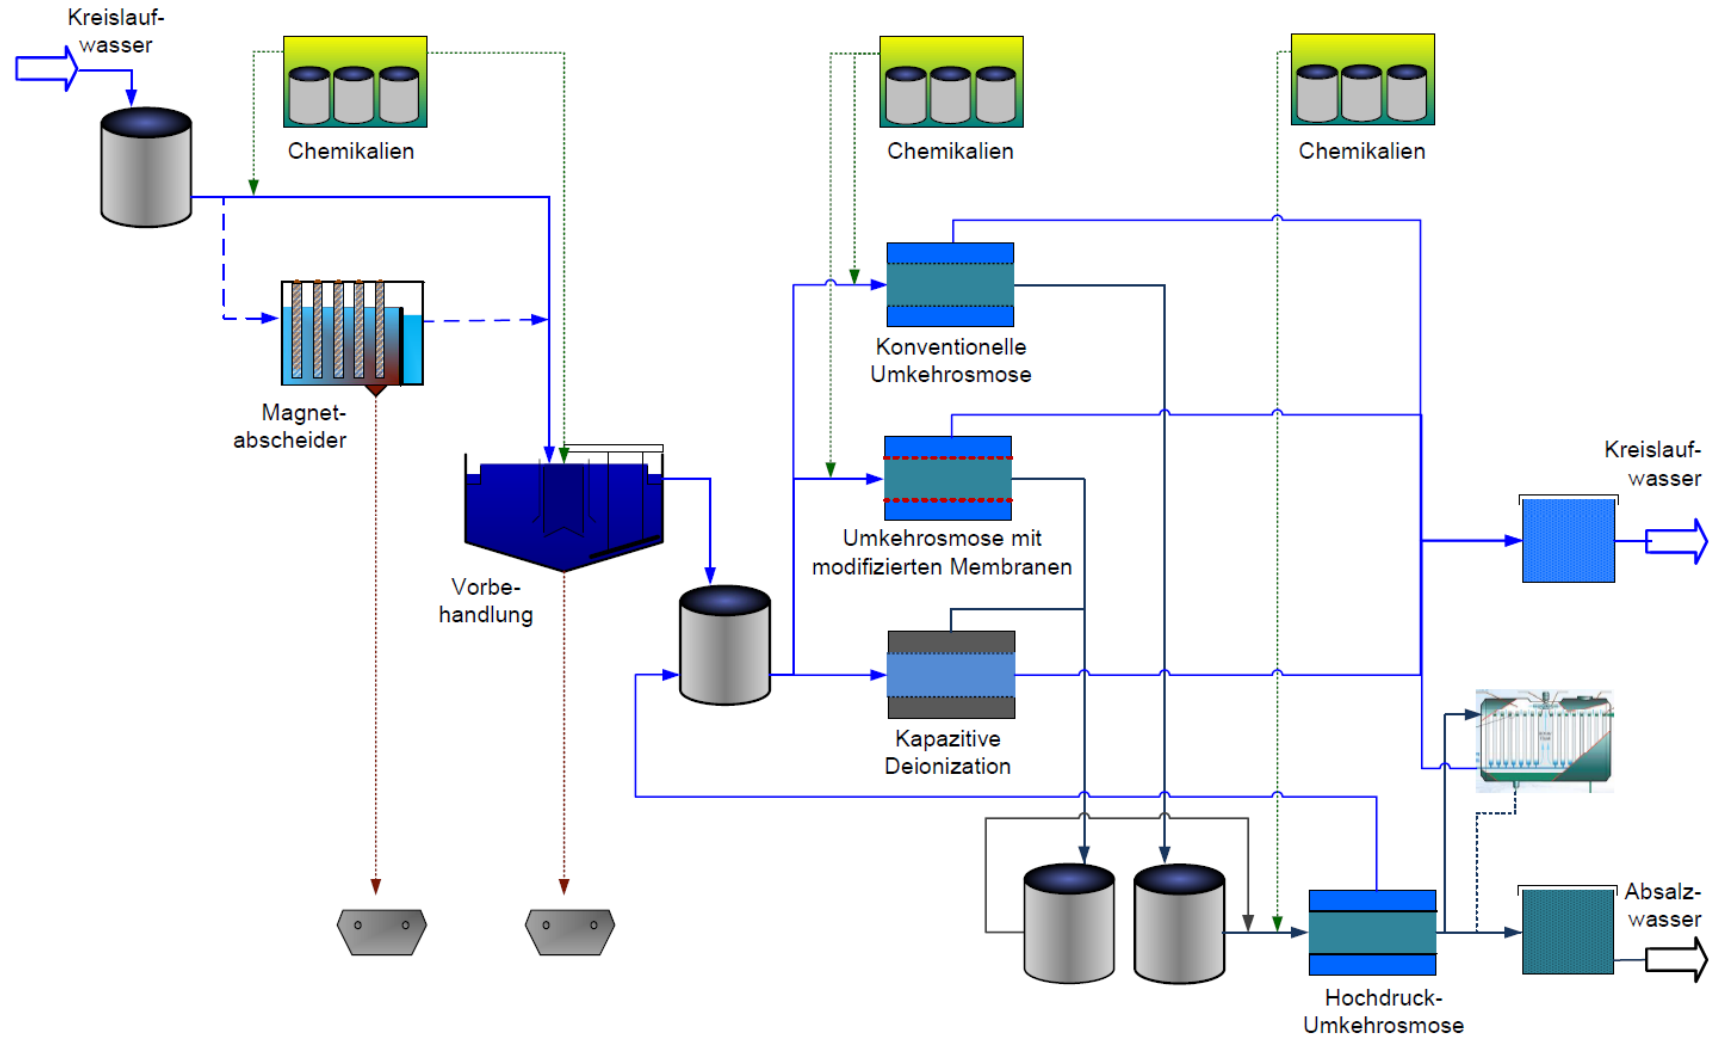 Kreislauf-
wasser
Chemikalien
Chemikalien
Chemikalien
Magnet-
abscheider
Vorbe-
handlung
Konventionelle
Umkehrosmose
Umkehrosmose mit
modifizierten Membranen
Kapazitive
Deionization
Kreislauf-
wasser
Absalz-
wasser
Hochdruck-
Umkehrosmose